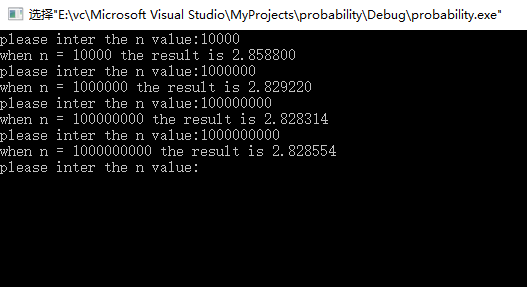 选择"E:\vc\Microsoft Visual Studio\MyProjects\probability\Debug\probability.exe"
please inter the n value:10000
when n = 10000 the result is 2.858800
please inter the n value:1000000
when n = 1000000 the result is 2.829220
please inter the n value:100000000
when n = 100000000 the result is 2.828314
please inter the n value:1000000000
when n = 1000000000 the result is 2.828554
please inter the n value: